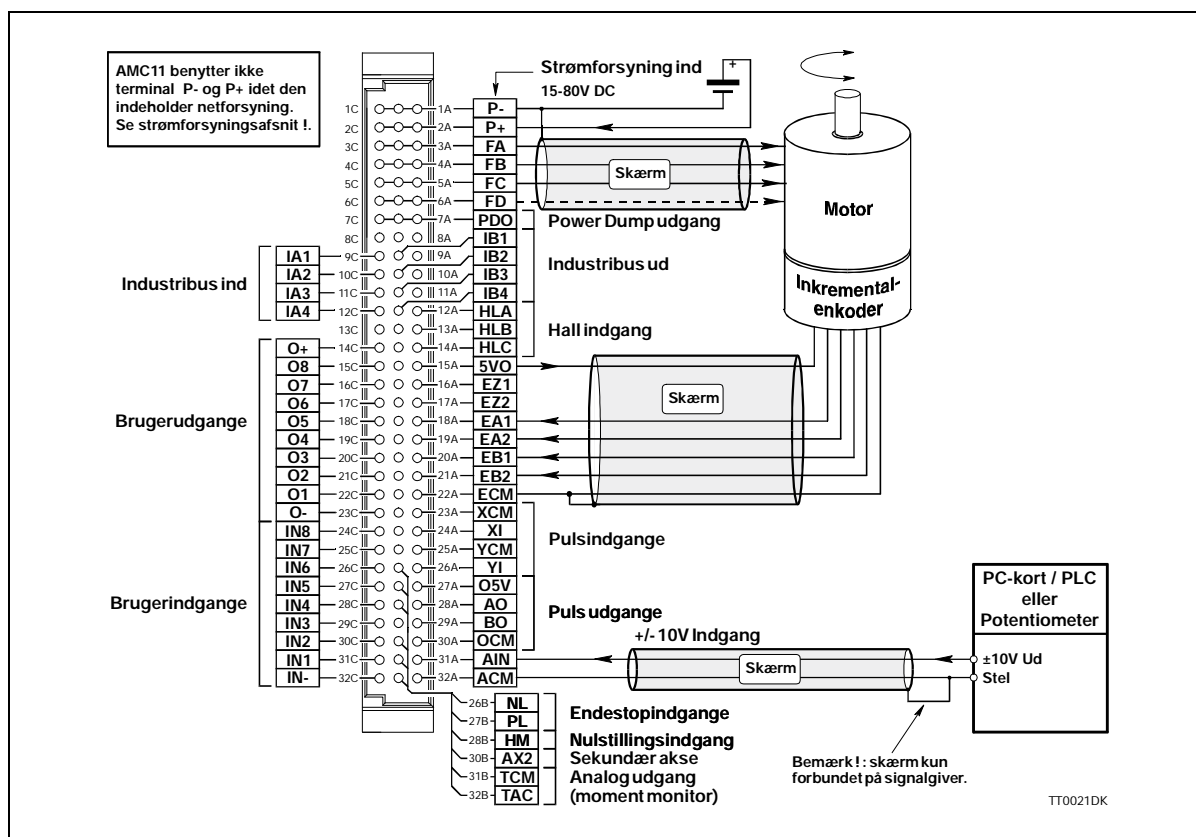 AMC11 benytter ikke
terminal P- og P+ idet den
indeholder netforsyning.
Se strømforsyningsafsnit !.
Strømforsyning ind
15-80V DC
+
1C 1A P-
2C 2A P+
3C 3A FA
4C 4A FB
5C 5A FC
6C 6A FD
7C 7A PDO
8C 8A IB1
IA1 9C 9A IB2
IA2 10C 10A IB3
IA3 11C 11A IB4
IA4 12C 12A HLA
13C 13A HLB
O+ 14C 14A HLC
O8 15C 15A 5VO
O7 16C 16A EZ1
O6 17C 17A EZ2
O5 18C 18A EA1
O4 19C 19A EA2
O3 20C 20A EB1
O2 21C 21A EB2
O1 22C 22A ECM
O- 23C 23A XCM
IN8 24C 24A XI
IN7 25C 25A YCM
IN6 26C 26A YI
IN5 27C 27A O5V
IN4 28C 28A AO
IN3 29C 29A BO
IN2 30C 30A OCM
IN1 31C 31A AIN
IN- 32C 32A ACM
26B NL
27B PL
28B HM
30B AX2
31B TCM
32B TAC
Industribus ind
Brugerudgange
Brugerindgange
Skærm
Power Dump udgang
Industribus ud
Hall indgang
Skærm
Pulsindgange
Puls udgange
+/- 10V Indgang
Skærm
Endestopindgange
Nulstillingsindgang
Sekundær akse
Analog udgang
(moment monitor)
Motor
Inkremental-
enkoder
PC-kort / PLC
eller
Potentiometer
±10V Ud
Stel
Bemærk ! : skærm kun
forbundet på signalgiver.
TT0021DK